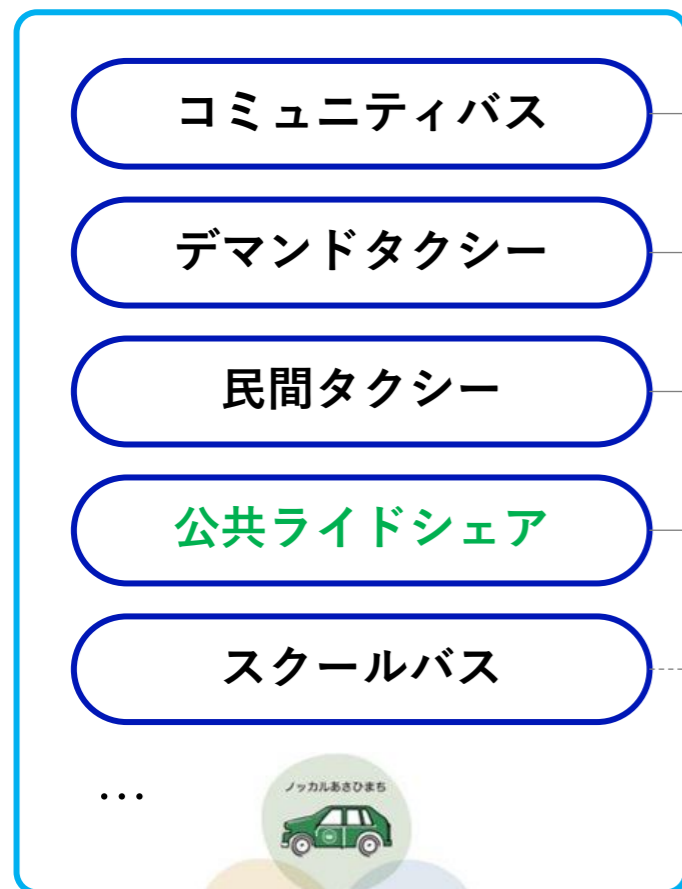 コミュニティバス
デマンドタクシー
民間タクシー
公共ライドシェア
スクールバス
…
ノッカルあさひまち